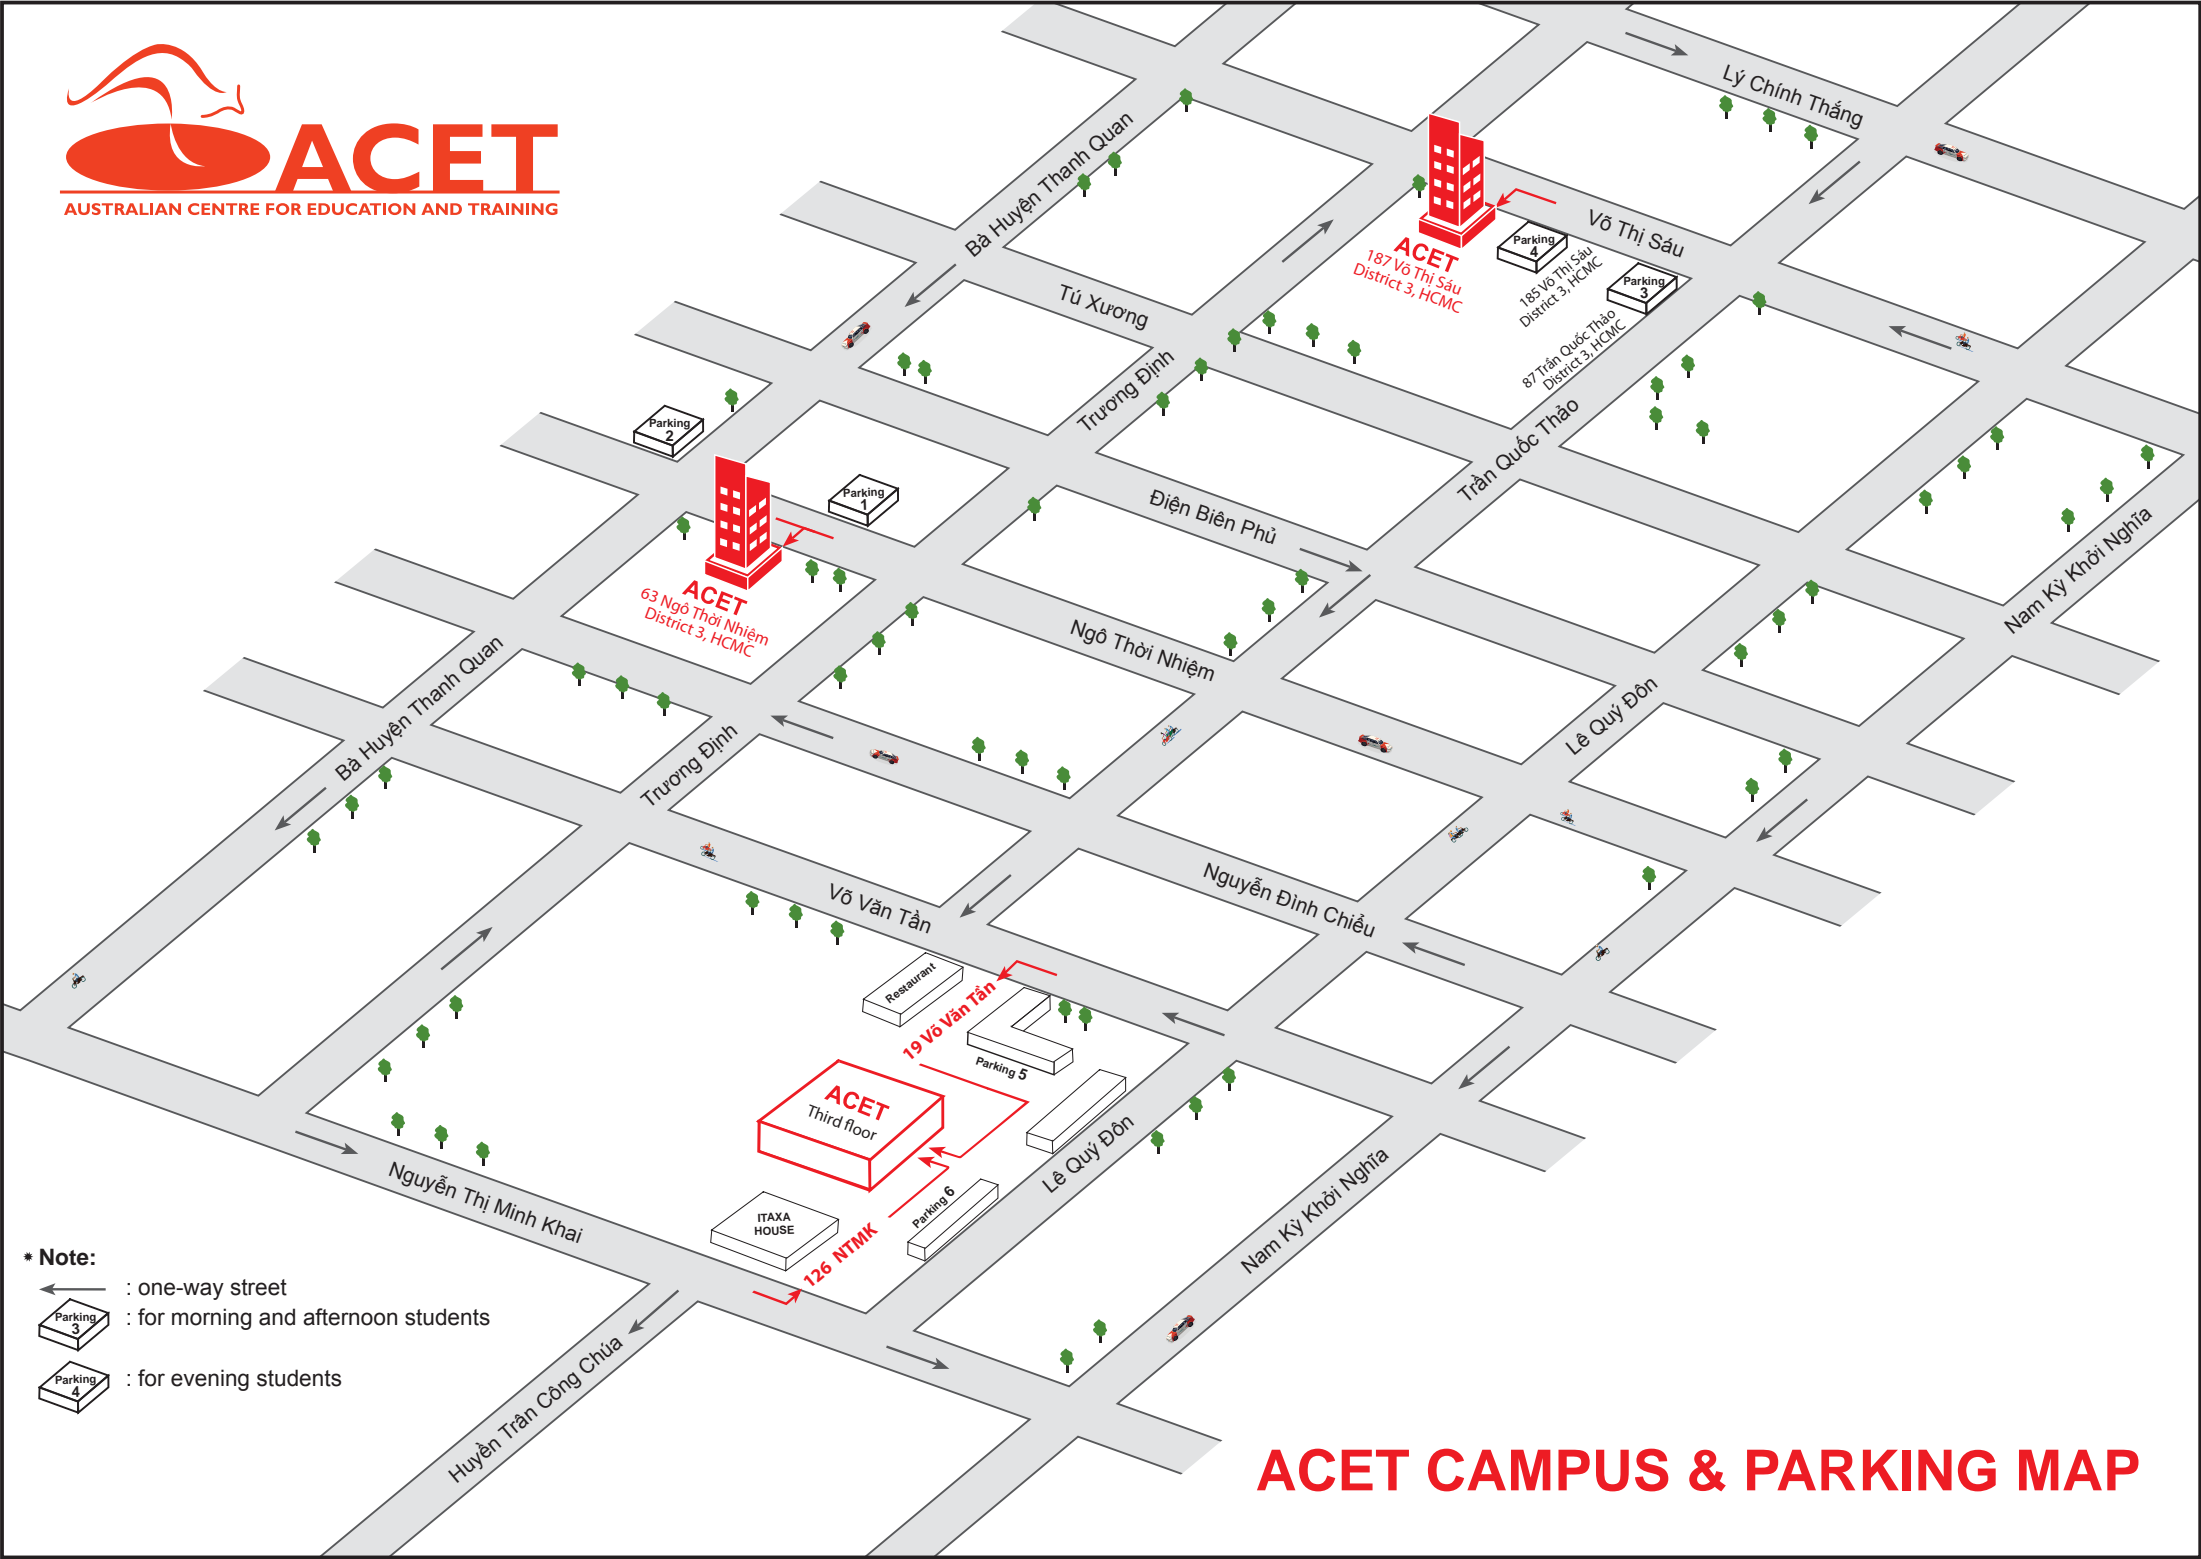 ACET
AUSTRALIAN CENTRE FOR EDUCATION AND TRAINING
Lý Chính Thắng
Bà Huyện Thanh Quan
Võ Thị Sáu
ACET
187 Võ Thị Sáu
District 3, HCMC
Parking
4
185 Võ Thị Sáu
District 3, HCMC
Parking
3
87 Trần Quốc Thảo
District 3, HCMC
Tú Xương
Trương Định
Parking
2
Parking
1
Trần Quốc Thảo
Điện Biên Phủ
Nam Kỳ Khởi Nghĩa
ACET
63 Ngô Thời Nhiệm
District 3, HCMC
Ngô Thời Nhiệm
Bà Huyện Thanh Quan
Lê Quý Đôn
Trương Định
Võ Văn Tần
Nguyễn Đình Chiểu
Restaurant
19 Võ Văn Tần
Parking 5
ACET
Third floor
Lê Quý Đôn
Nguyễn Thị Minh Khai
Parking 6
ITAXA
HOUSE
126 NTMK
Nam Kỳ Khởi Nghĩa
Huyền Trân Công Chúa
* Note:
: one-way street
Parking
3
: for morning and afternoon students
Parking
4
: for evening students
ACET CAMPUS & PARKING MAP